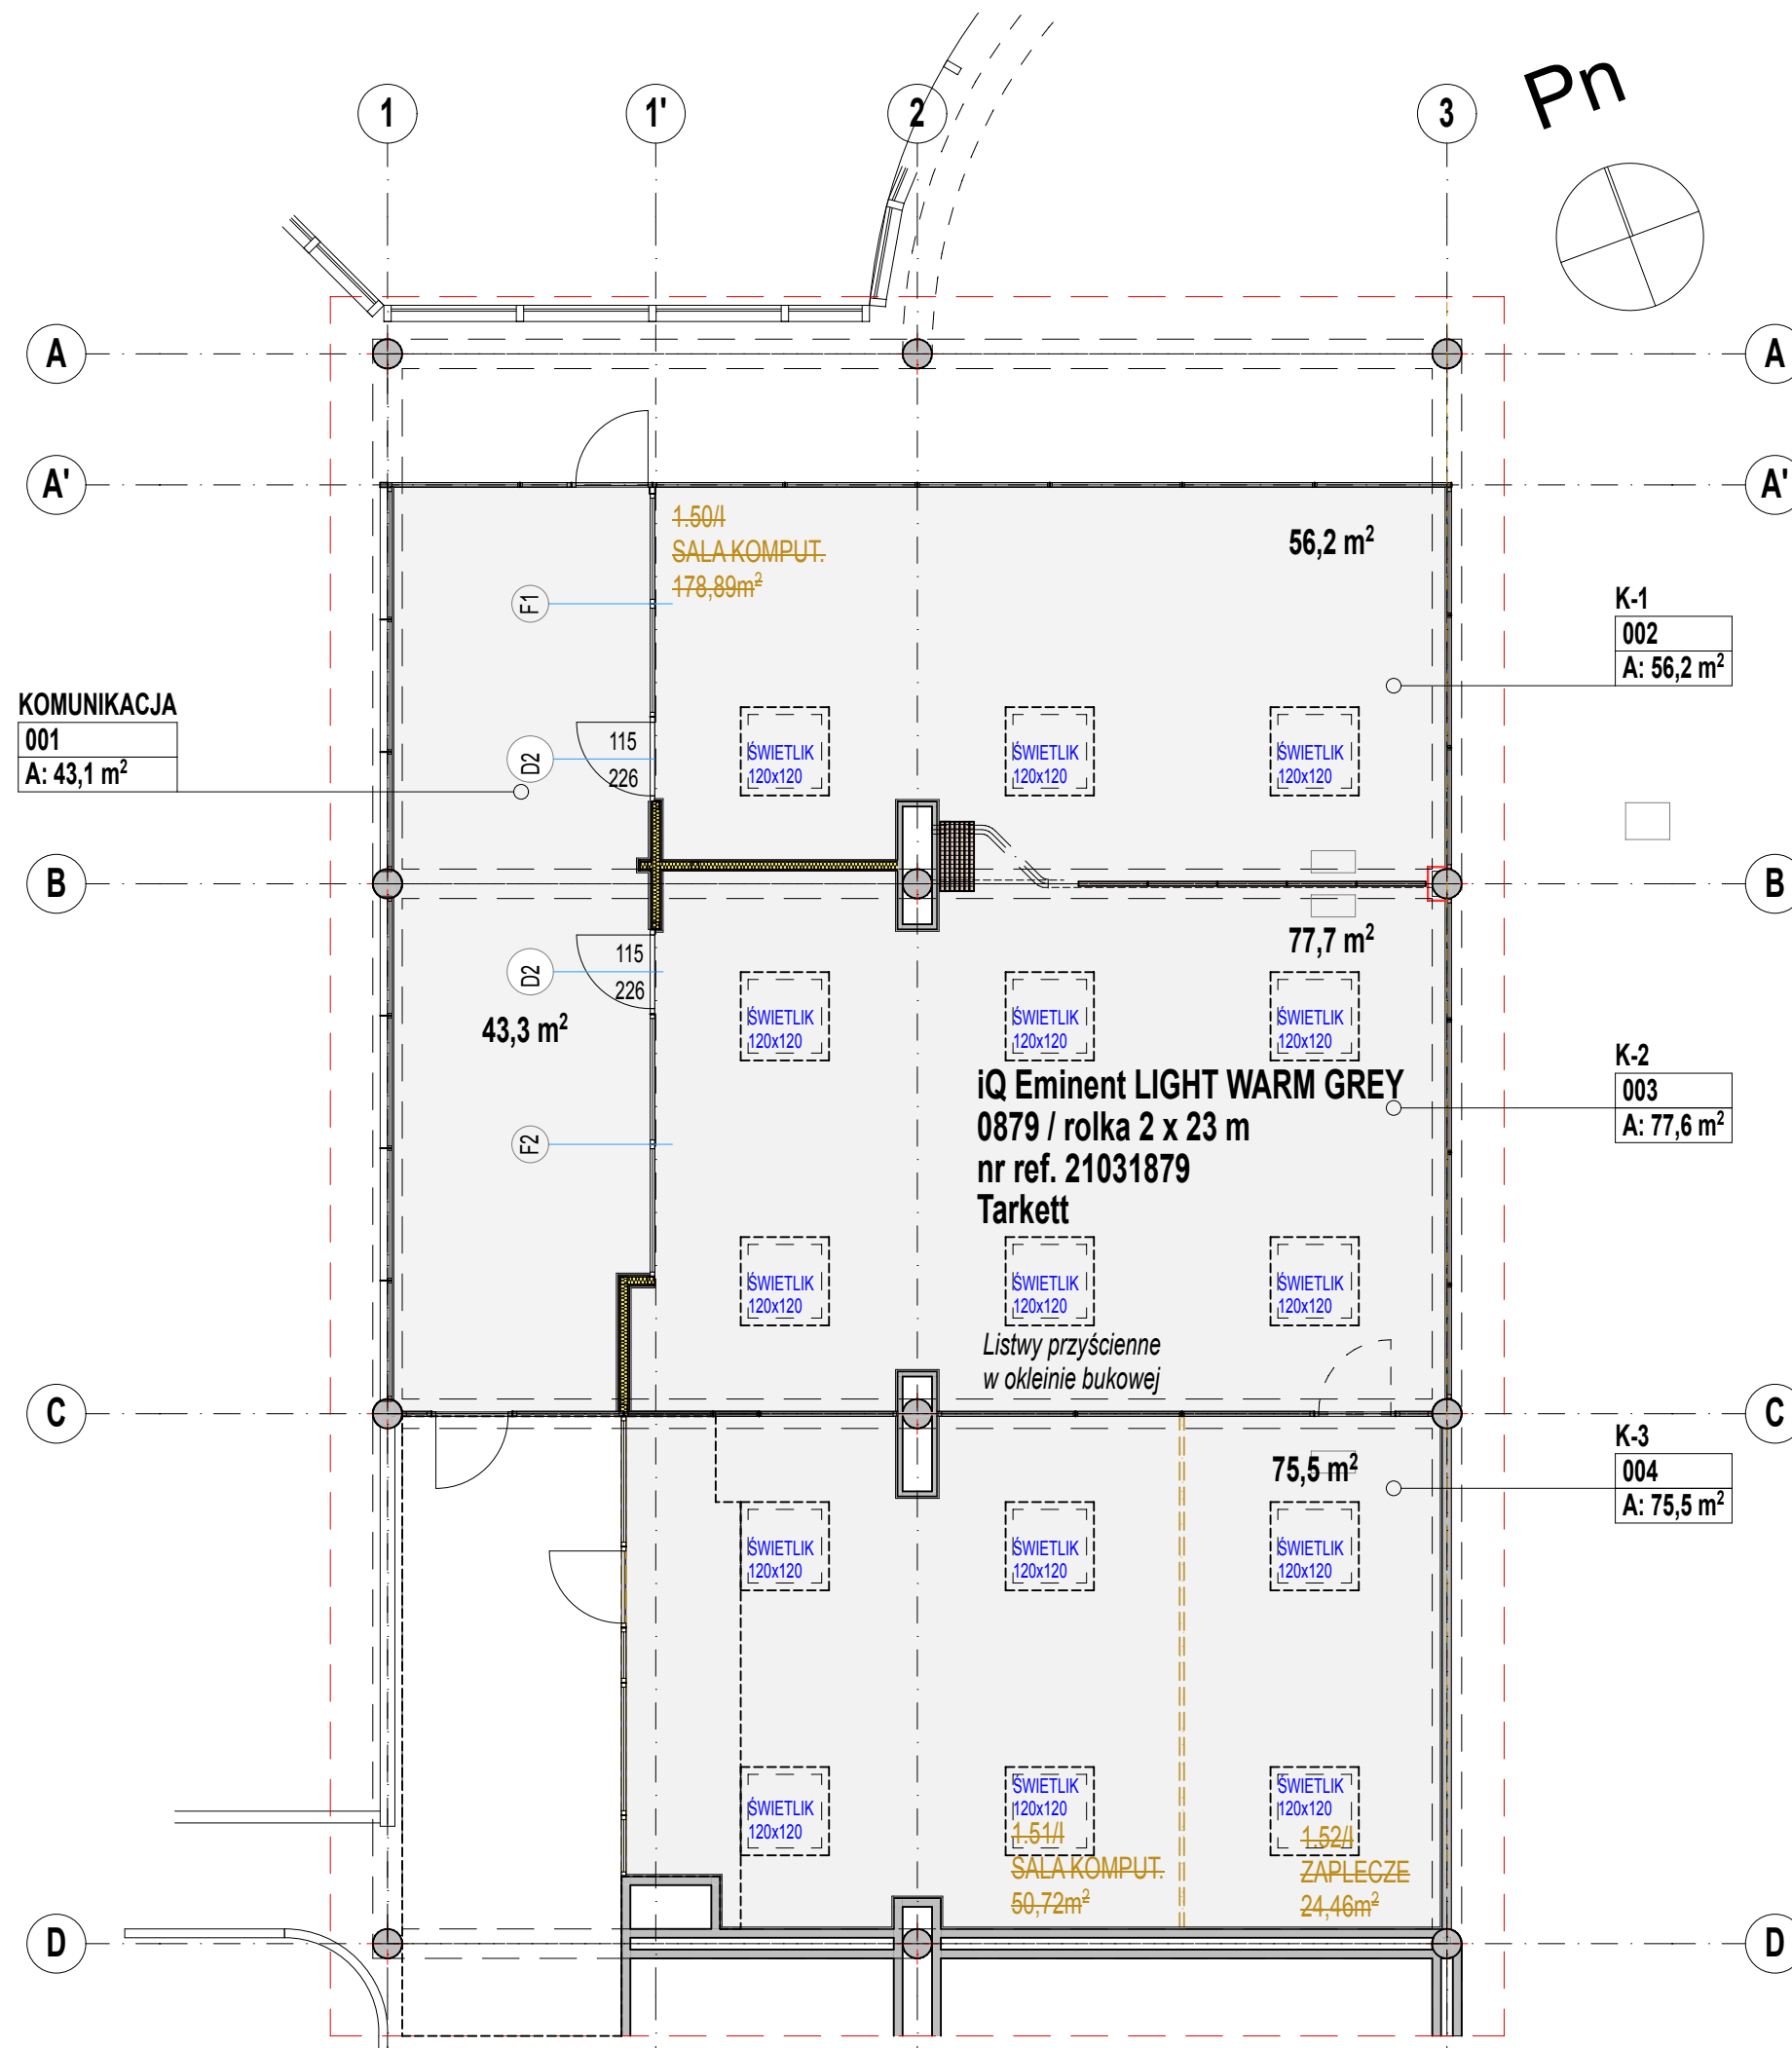 Pn
1
1'
2
3
A
A
A'
A'
1.50/I
SALA KOMPUT.
178,89m²
56,2 m²
F1
K-1
002
A: 56,2 m²
KOMUNIKACJA
001
A: 43,1 m²
D2
115
226
ŚWIETLIK
120x120
ŚWIETLIK
120x120
ŚWIETLIK
120x120
B
B
77,7 m²
D2
115
226
43,3 m²
ŚWIETLIK
120x120
ŚWIETLIK
120x120
ŚWIETLIK
120x120
iQ Eminent LIGHT WARM GREY
0879 / rolka 2 x 23 m
nr ref. 21031879
Tarkett
K-2
003
A: 77,6 m²
F2
ŚWIETLIK
120x120
ŚWIETLIK
120x120
ŚWIETLIK
120x120
Listwy przyścienne
w okleinie bukowej
C
C
75,5 m²
K-3
004
A: 75,5 m²
ŚWIETLIK
120x120
ŚWIETLIK
120x120
ŚWIETLIK
120x120
ŚWIETLIK
120x120
ŚWIETLIK
120x120
ŚWIETLIK
120x120
1.51/I
SALA KOMPUT.
50,72m²
1.52/I
ZAPLECZE
24,46m²
D
D